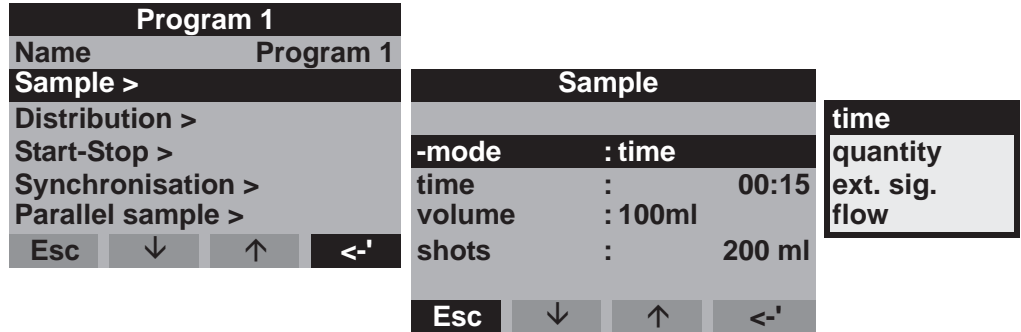 Program 1
Name Program 1
Sample >
Distribution >
Start-Stop >
Synchronisation >
Parallel sample >
Esc ↓ ↑ <-'
Sample
-mode : time
time : 00:15
volume : 100ml
shots : 200 ml
Esc ↓ ↑ <-'
time
quantity
ext. sig.
flow